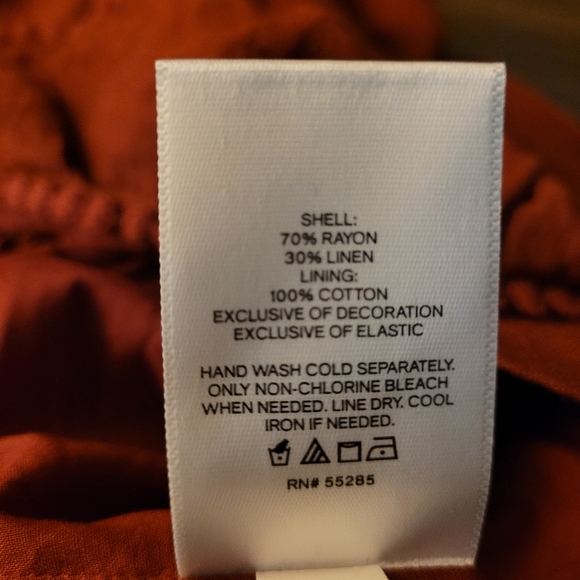 SHELL:
70% RAYON
30% LINEN
LINING:
100% COTTON
EXCLUSIVE OF DECORATION
EXCLUSIVE OF ELASTIC
HAND WASH COLD SEPARATELY.
ONLY NON-CHLORINE BLEACH
WHEN NEEDED. LINE DRY. COOL
IRON IF NEEDED.
RN# 55285